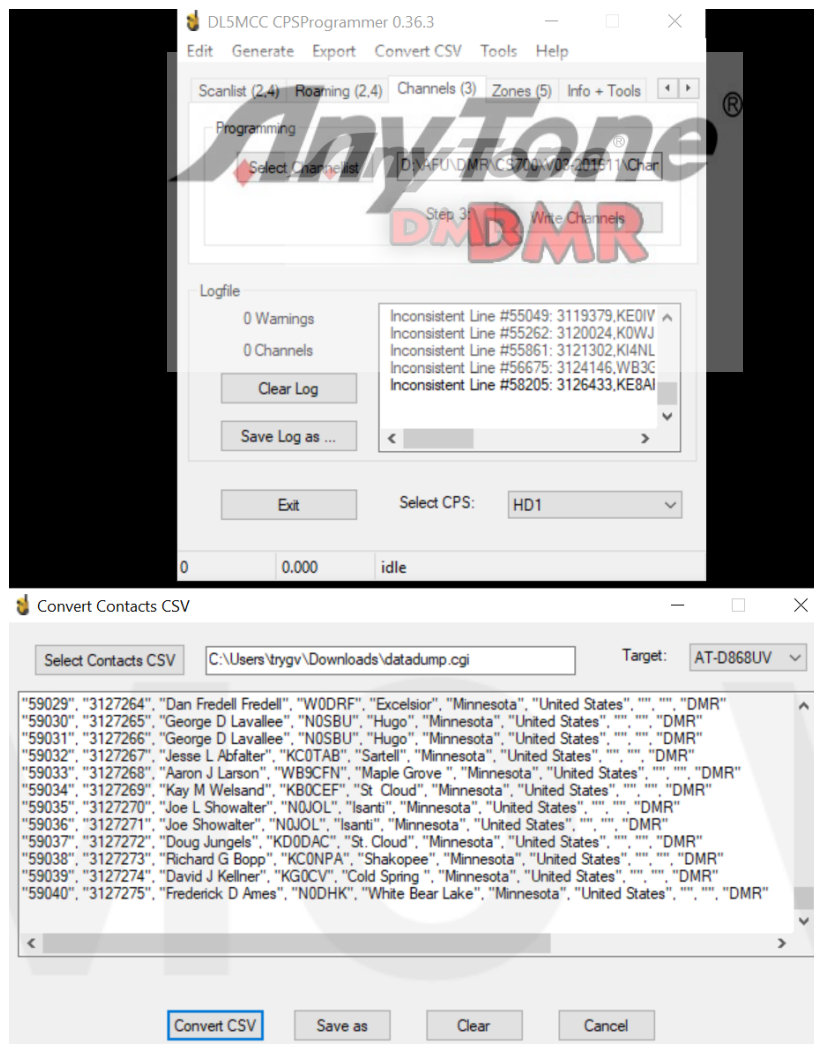 DL5MCC CPSProgrammer 0.36.3
Edit Generate Export Convert CSV Tools Help
Scanlist (2,4) Roaming (2,4) Channels (3) Zones (5) Info + Tools
AnyTone ®
Programming
®
Select Channellist D:\AFU\DMR\CS700\V03-201611\Chan
Step 3: Write Channels
DMR DMR
Logfile
0 Warnings
0 Channels
Clear Log
Save Log as ...
Inconsistent Line #55049: 3119379,KE0IV
Inconsistent Line #55262: 3120024,K0WJ
Inconsistent Line #55861: 3121302,KI4NL
Inconsistent Line #56675: 3124146,WB3G
Inconsistent Line #58205: 3126433,KE8AI
Exit Select CPS: HD1
0 0.000 idle
Convert Contacts CSV
Select Contacts CSV C:\Users\trygv\Downloads\datadump.cgi Target: AT-D868UV
"59029", "3127264", "Dan Fredell Fredell", "W0DRF", "Excelsior", "Minnesota", "United States", "", "", "DMR"
"59030", "3127265", "George D Lavallee", "N0SBU", "Hugo", "Minnesota", "United States", "", "", "DMR"
"59031", "3127266", "George D Lavallee", "N0SBU", "Hugo", "Minnesota", "United States", "", "", "DMR"
"59032", "3127267", "Jesse L Abfalter", "KC0TAB", "Sartell", "Minnesota", "United States", "", "", "DMR"
"59033", "3127268", "Aaron J Larson", "WB9CFN", "Maple Grove ", "Minnesota", "United States", "", "", "DMR"
"59034", "3127269", "Kay M Welsand", "KB0CEF", "St  Cloud", "Minnesota", "United States", "", "", "DMR"
"59035", "3127270", "Joe L Showalter", "N0JOL", "Isanti", "Minnesota", "United States", "", "", "DMR"
"59036", "3127271", "Joe Showalter", "N0JOL", "Isanti", "Minnesota", "United States", "", "", "DMR"
"59037", "3127272", "Doug Jungels", "KD0DAC", "St. Cloud", "Minnesota", "United States", "", "", "DMR"
"59038", "3127273", "Richard G Bopp", "KC0NPA", "Shakopee", "Minnesota", "United States", "", "", "DMR"
"59039", "3127274", "David J Kellner", "KG0CV", "Cold Spring ", "Minnesota", "United States", "", "", "DMR"
"59040", "3127275", "Frederick D Ames", "N0DHK", "White Bear Lake", "Minnesota", "United States", "", "", "DMR"
Convert CSV Save as Clear Cancel